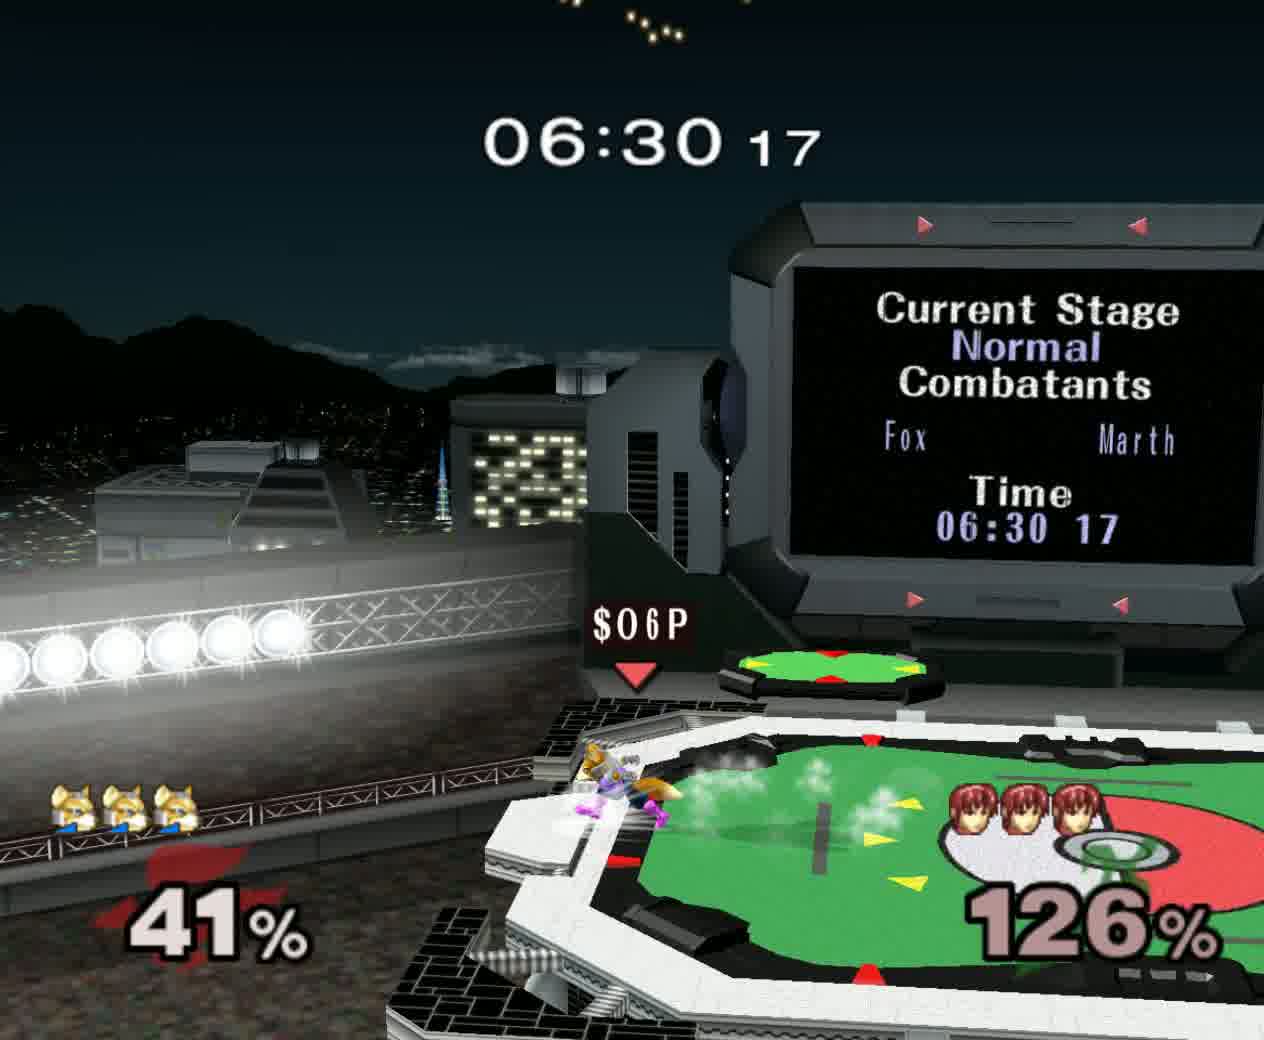 06:30 17
Current Stage
Normal
Combatants
Fox Marth
Time
06:30 17
$06P
41%
126%